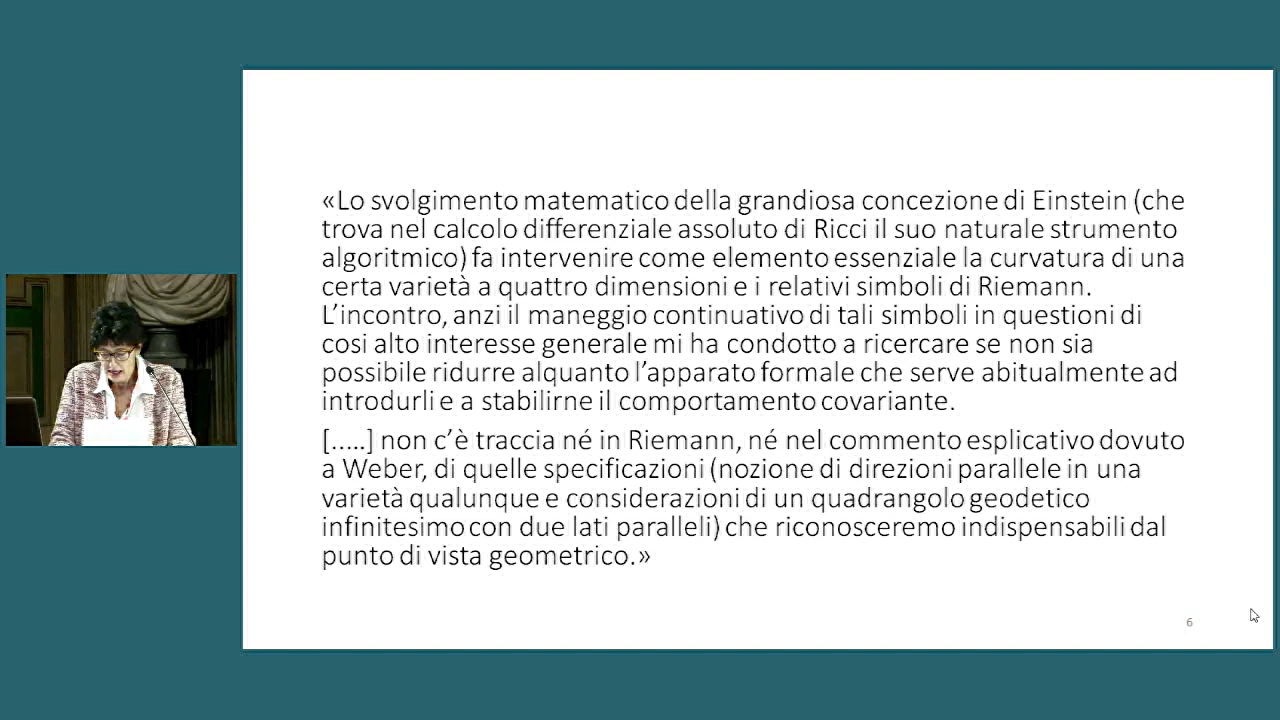 «Lo svolgimento matematico della grandiosa concezione di Einstein (che
trova nel calcolo differenziale assoluto di Ricci il suo naturale strumento
algoritmico) fa intervenire come elemento essenziale la curvatura di una
certa varietà a quattro dimensioni e i relativi simboli di Riemann.
L’incontro, anzi il maneggio continuativo di tali simboli in questioni di
cosi alto interesse generale mi ha condotto a ricercare se non sia
possibile ridurre alquanto l’apparato formale che serve abitualmente ad
introdurli e a stabilirne il comportamento covariante.
[.....] non c’è traccia né in Riemann, né nel commento esplicativo dovuto
a Weber, di quelle specificazioni (nozione di direzioni parallele in una
varietà qualunque e considerazioni di un quadrangolo geodetico
infinitesimo con due lati paralleli) che riconosceremo indispensabili dal
punto di vista geometrico.»
6